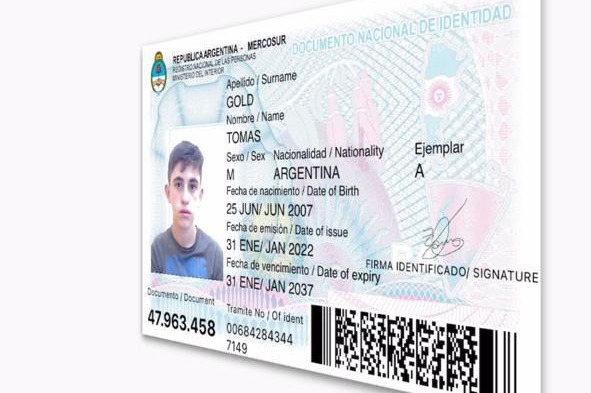 REPUBLICA ARGENTINA - MERCOSUR
REGISTRO NACIONAL DE LAS PERSONAS
MINISTERIO DEL INTERIOR
DOCUMENTO NACIONAL DE IDENTIDAD
Apellido / Surname
GOLD
Nombre / Name
TOMAS
Sexo / Sex Nacionalidad / Nationality
M ARGENTINA
Ejemplar
A
Fecha de nacimiento / Date of Birth
25 JUN/ JUN 2007
Fecha de emisión / Date of issue
31 ENE/ JAN 2022
Fecha de vencimiento / Date of expiry
31 ENE/ JAN 2037
FIRMA IDENTIFICADO/ SIGNATURE
Documento / Document
47.963.458
Tramite No / Of ident
00684284344
7149